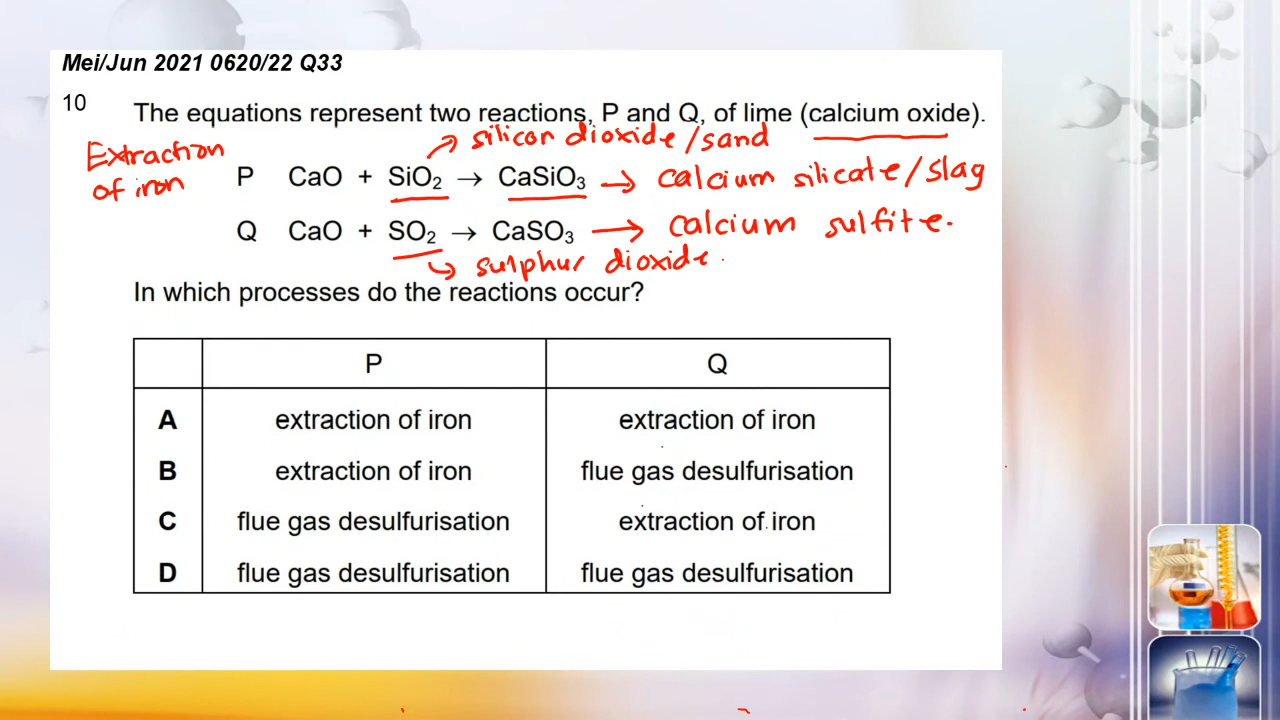 Mei/Jun 2021 0620/22 Q33
10 The equations represent two reactions, P and Q, of lime (calcium oxide).
silicon dioxide/sand
Extraction
of iron
P CaO + SiO₂ → CaSiO₃ → calcium silicate/slag
Q CaO + SO₂ → CaSO₃ → calcium sulfite.
↳ sulphur dioxide.
In which processes do the reactions occur?
P Q
A extraction of iron extraction of iron
B extraction of iron flue gas desulfurisation
C flue gas desulfurisation extraction of iron
D flue gas desulfurisation flue gas desulfurisation